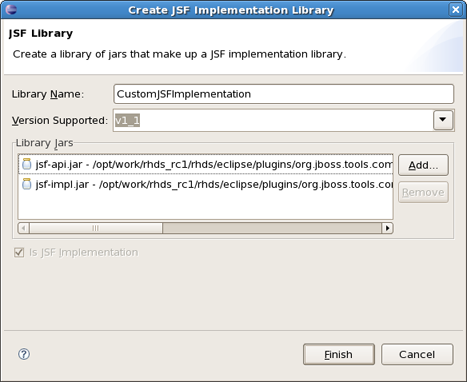 Create JSF Implementation Library
JSF Library
Create a library of jars that make up a JSF implementation library.
Library Name: CustomJSFImplementation
Version Supported: v1_1
Library Jars
jsf-api.jar - /opt/work/rhds_rc1/rhds/eclipse/plugins/org.jboss.tools.com
Add...
jsf-impl.jar - /opt/work/rhds_rc1/rhds/eclipse/plugins/org.jboss.tools.co
Remove
Is JSF Implementation
? Finish Cancel